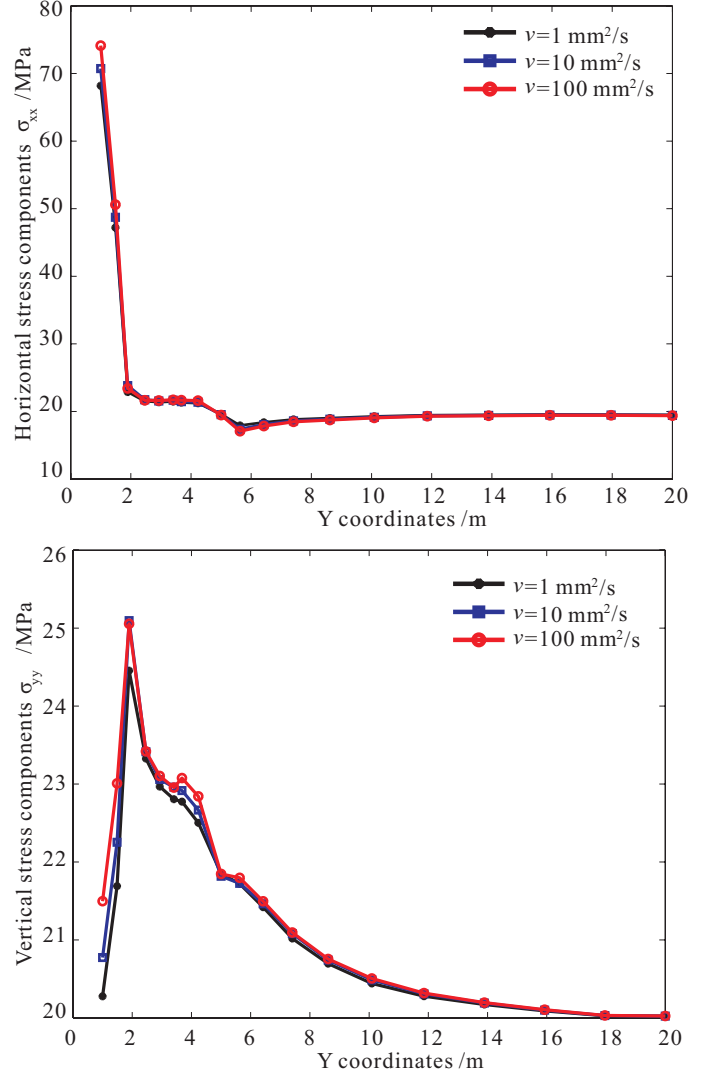 80
70
60
50
40
30
20
10
Horizontal stress components σxx /MPa
v=1 mm²/s
v=10 mm²/s
v=100 mm²/s
0 2 4 6 8 10 12 14 16 18 20
Y coordinates /m
26
25
24
23
22
21
20
Vertical stress components σyy /MPa
v=1 mm²/s
v=10 mm²/s
v=100 mm²/s
0 2 4 6 8 10 12 14 16 18 20
Y coordinates /m